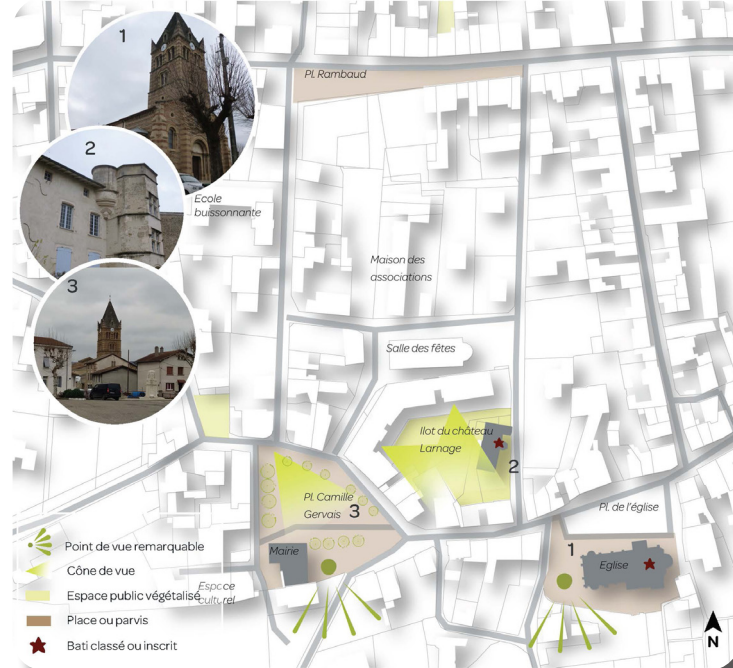 1
Pl. Rambaud
2
Ecole
buissonnante
Maison des
associations
3
Salle des fêtes
Ilot du château
Larnage
2
Pl. Camille
Gervais
3
Pl. de l'église
1
Mairie
Eglise
Espace
culturel
Point de vue remarquable
Cône de vue
Espace public végétalisé
Place ou parvis
Bati classé ou inscrit
N